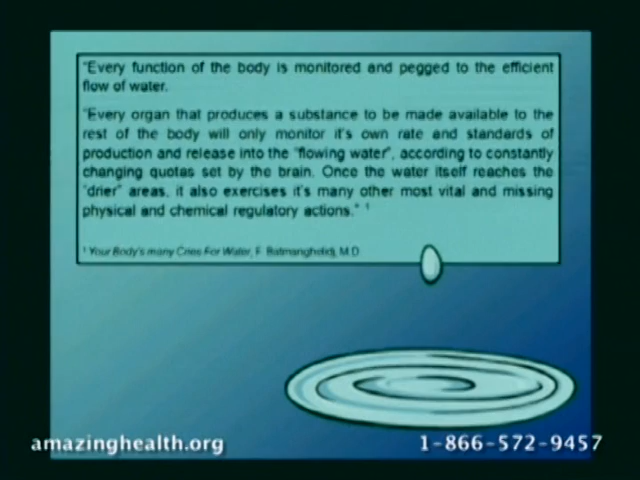 "Every function of the body is monitored and pegged to the efficient
flow of water.
"Every organ that produces a substance to be made available to the
rest of the body will only monitor it's own rate and standards of
production and release into the "flowing water", according to constantly
changing quotas set by the brain. Once the water itself reaches the
"drier" areas, it also exercises it's many other most vital and missing
physical and chemical regulatory actions." 1
1 Your Body's many Cries For Water, F. Batmanghelidj, M.D
amazinghealth.org
1-866-572-9457